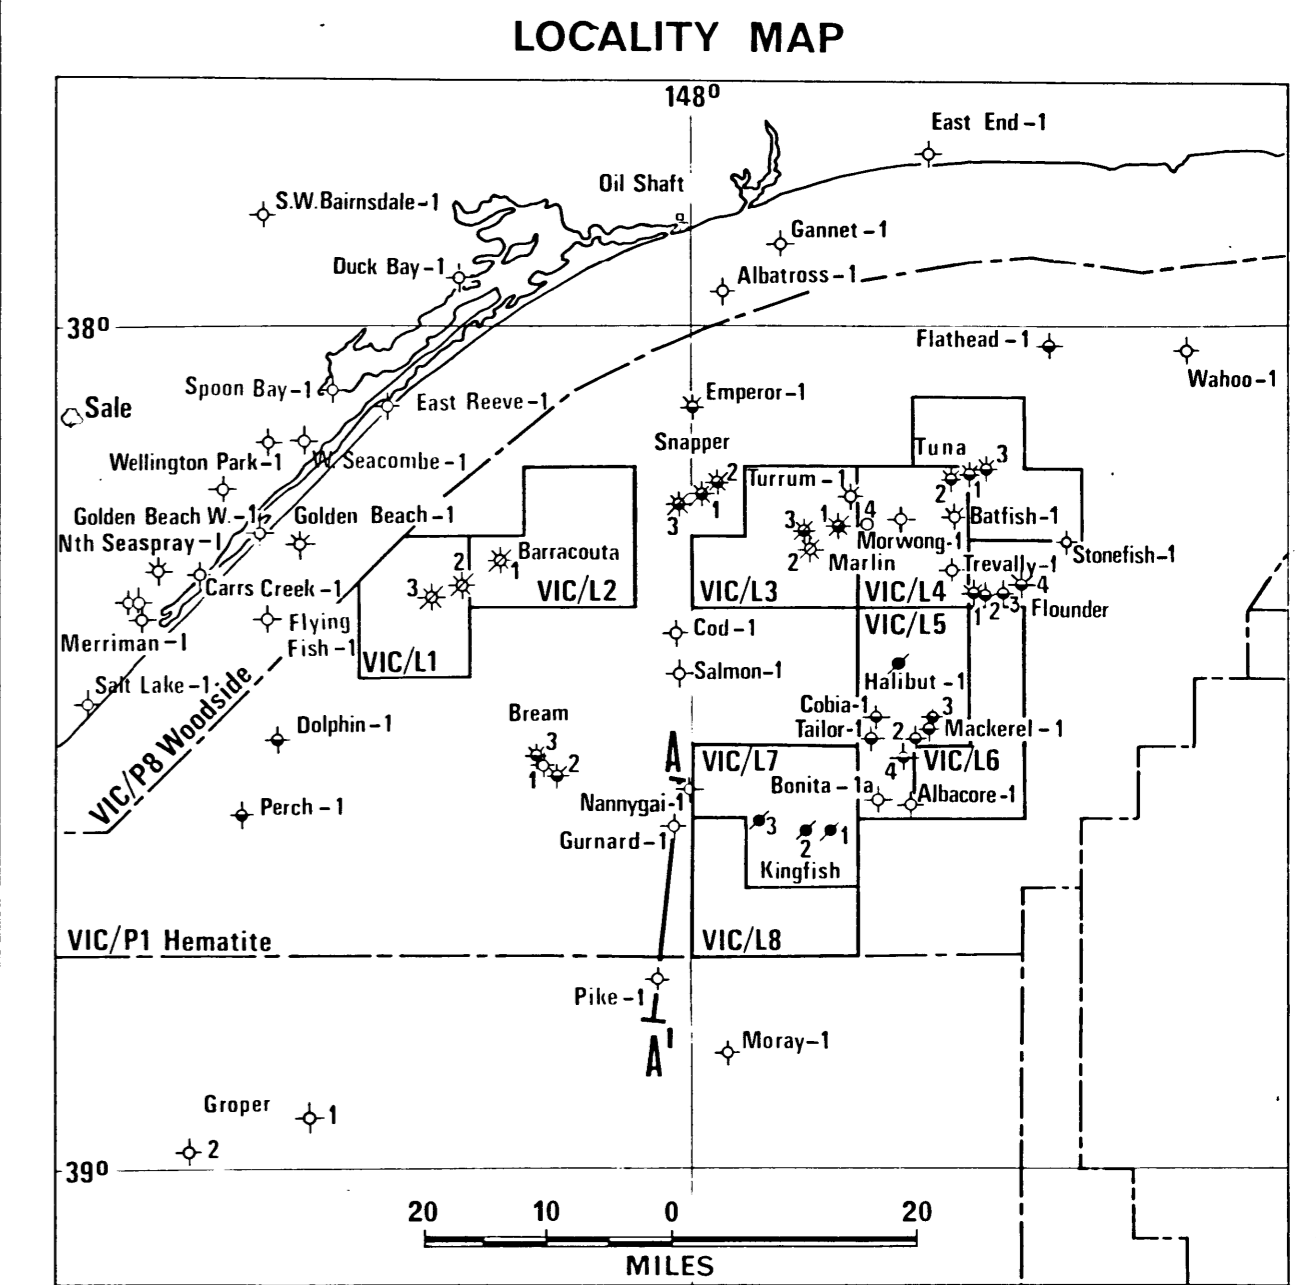 LOCALITY MAP
148º
East End-1
Oil Shaft
S.W.Bairnsdale-1
Gannet-1
Duck Bay-1
Albatross-1
38º
Flathead-1
Wahoo-1
Spoon Bay-1
Emperor-1
East Reeve-1
Sale
Snapper
Tuna
Wellington Park-1
W. Seacombe-1
2
1
3
Turrum-1
3
2
1
Golden Beach W.-1
Golden Beach-1
3
1
4
Batfish-1
Nth Seaspray-1
Barracouta
Morwong-1
Stonefish-1
2
1
3
2
Marlin
Trevally-1
Carrs Creek-1
VIC/L2
VIC/L3
VIC/L4
4
1
2
3
Flounder
Flying
Fish-1
Cod-1
VIC/L5
Merriman-1
VIC/L1
Salmon-1
Halibut-1
Salt Lake-1
VIC/P8 Woodside
Dolphin-1
Bream
Cobia-1
3
Tailor-1
2
Mackerel-1
3
2
1
A
VIC/L7
4
VIC/L6
Perch-1
Nannygai-1
Bonita-1a
Albacore-1
Gurnard-1
3
2
1
Kingfish
VIC/P1 Hematite
VIC/L8
Pike-1
A¹
Moray-1
Groper
1
2
39º
20 10 0 20
MILES